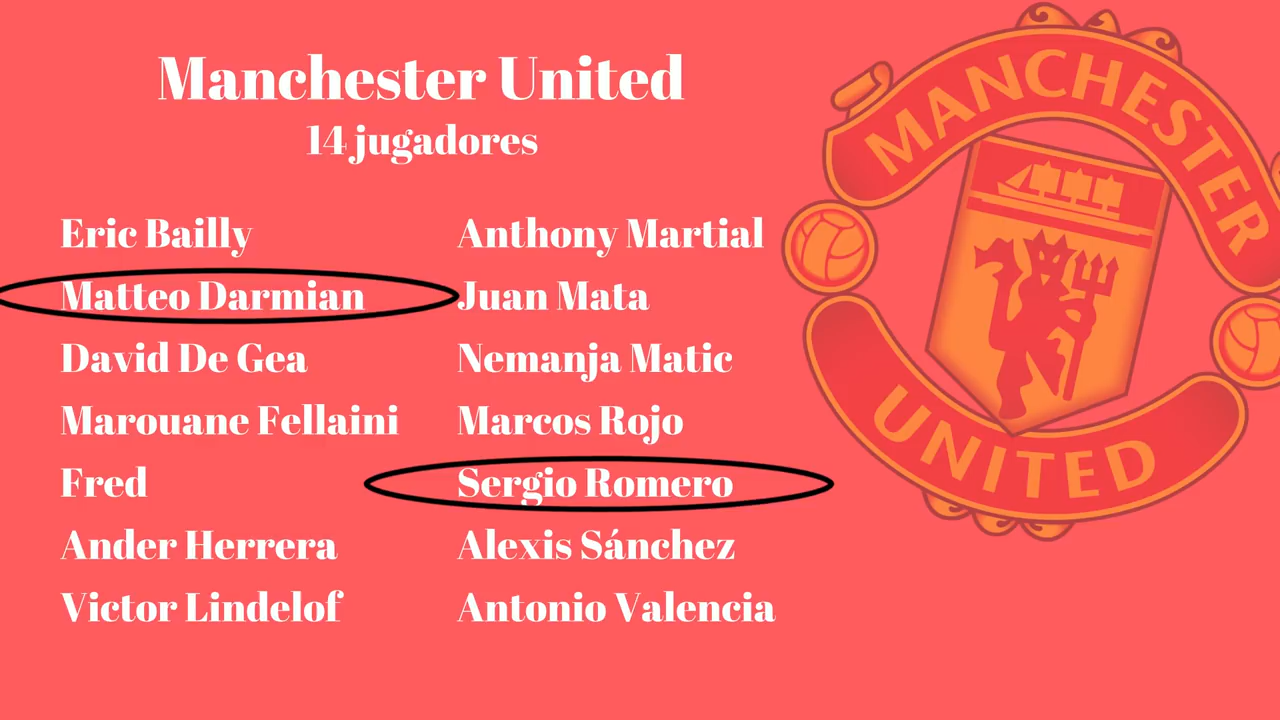 Manchester United
14 jugadores
Eric Bailly
Matteo Darmian
David De Gea
Marouane Fellaini
Fred
Ander Herrera
Victor Lindelof
Anthony Martial
Juan Mata
Nemanja Matic
Marcos Rojo
Sergio Romero
Alexis Sánchez
Antonio Valencia
MANCHESTER
UNITED